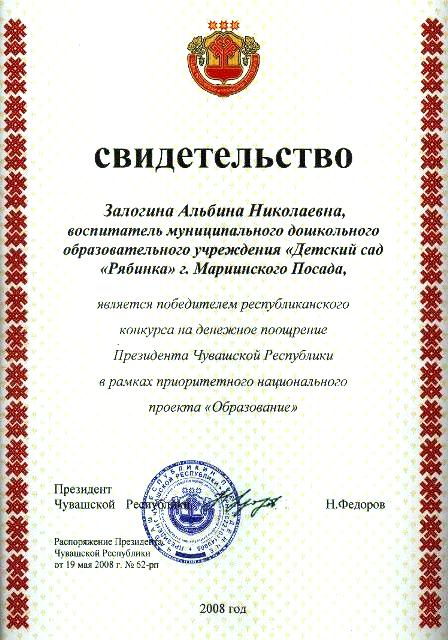 свидетельство
Залогина Альбина Николаевна,
воспитатель муниципального дошкольного
образовательного учреждения «Детский сад
«Рябинка» г. Мариинского Посада,
является победителем республиканского
конкурса на денежное поощрение
Президента Чувашской Республики
в рамках приоритетного национального
проекта «Образование»
Президент
Чувашской Республики Н.Федоров
Распоряжение Президента
Чувашской Республики
от 19 мая 2008 г. № 62-рп
2008 год